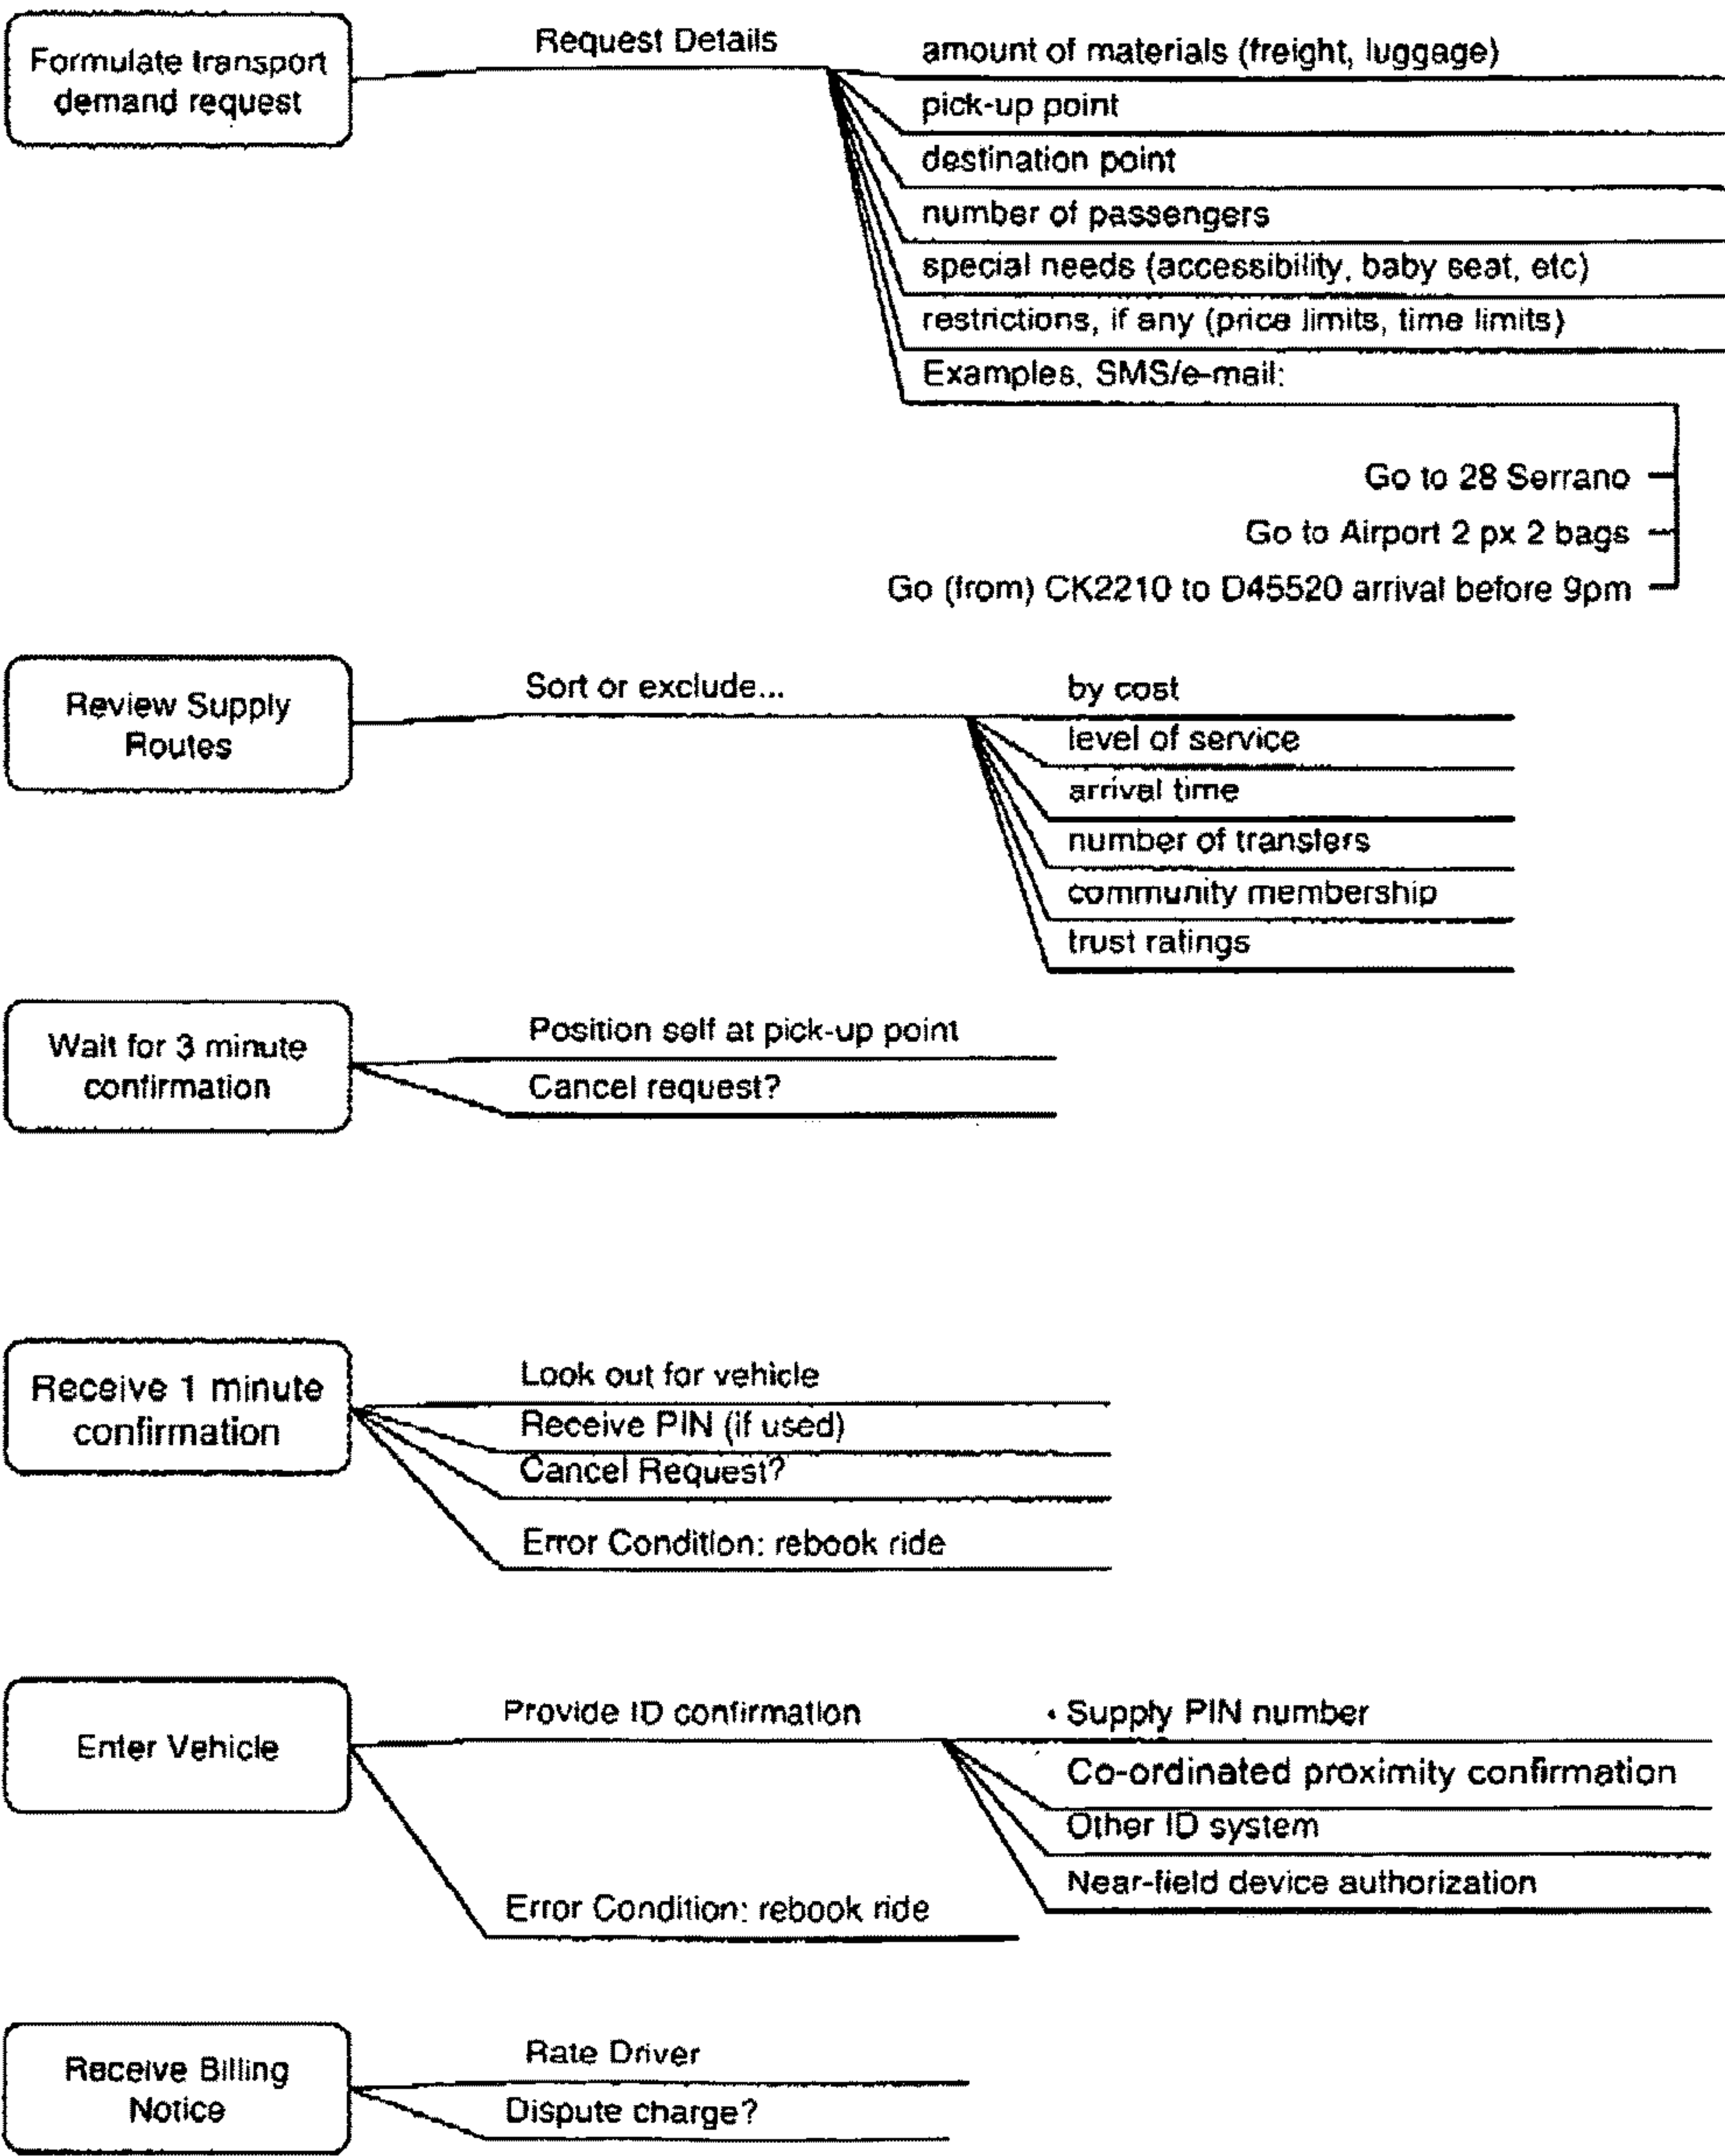 Formulate transport
demand request
Request Details
amount of materials (freight, luggage)
pick-up point
destination point
number of passengers
special needs (accessibility, baby seat, etc)
restrictions, if any (price limits, time limits)
Examples, SMS/e-mail:
Go to 28 Serrano
Go to Airport 2 px 2 bags
Go (from) CK2210 to D45520 arrival before 9pm
Review Supply
Routes
Sort or exclude...
by cost
level of service
arrival time
number of transfers
community membership
trust ratings
Wait for 3 minute
confirmation
Position self at pick-up point
Cancel request?
Receive 1 minute
confirmation
Look out for vehicle
Receive PIN (if used)
Cancel Request?
Error Condition: rebook ride
Enter Vehicle
Provide ID confirmation
Supply PIN number
Co-ordinated proximity confirmation
Other ID system
Near-field device authorization
Error Condition: rebook ride
Receive Billing
Notice
Rate Driver
Dispute charge?